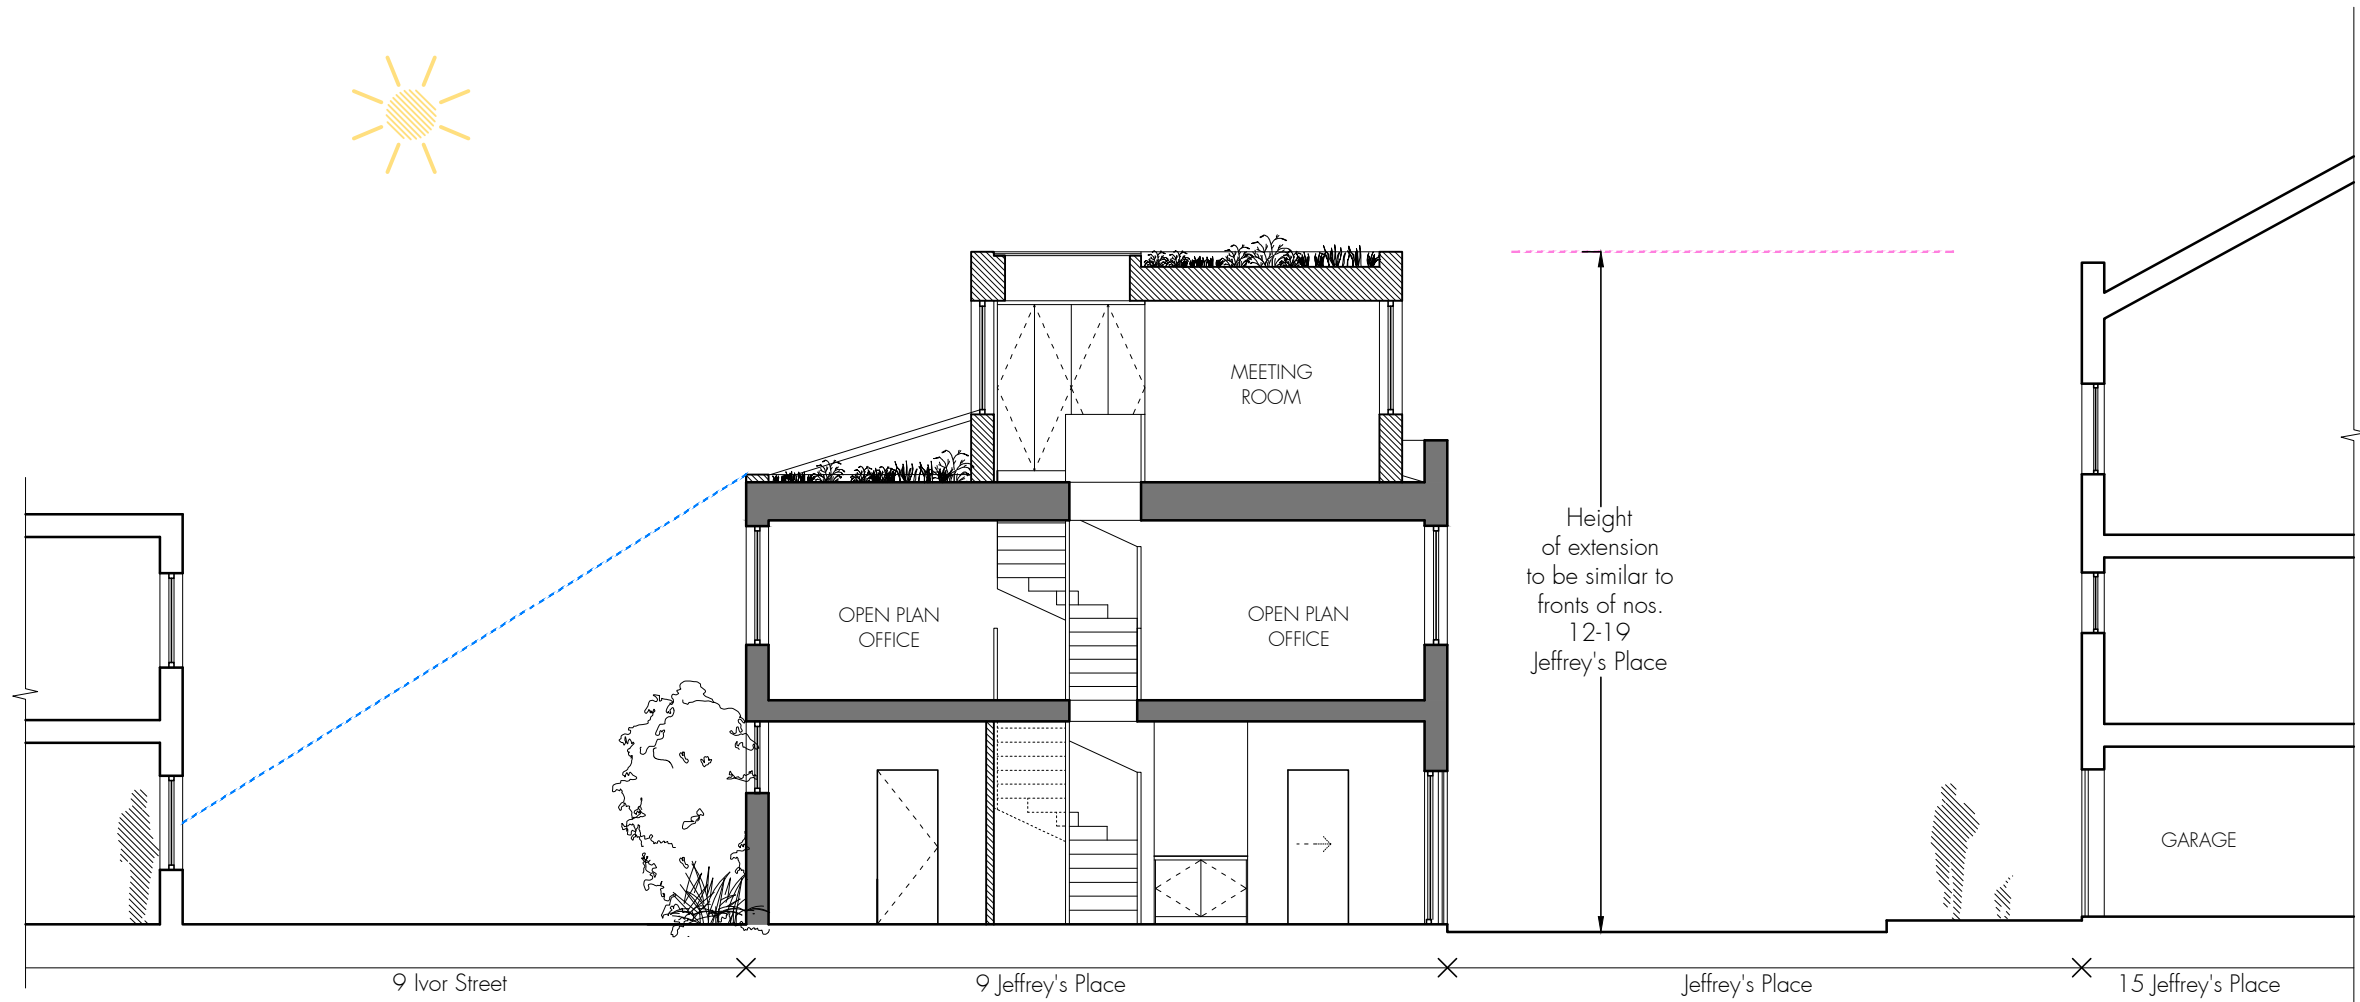 MEETING
ROOM
Height
of extension
to be similar to
fronts of nos.
12-19
Jeffrey's Place
OPEN PLAN
OFFICE
OPEN PLAN
OFFICE
GARAGE
9 Ivor Street
9 Jeffrey's Place
Jeffrey's Place
15 Jeffrey's Place